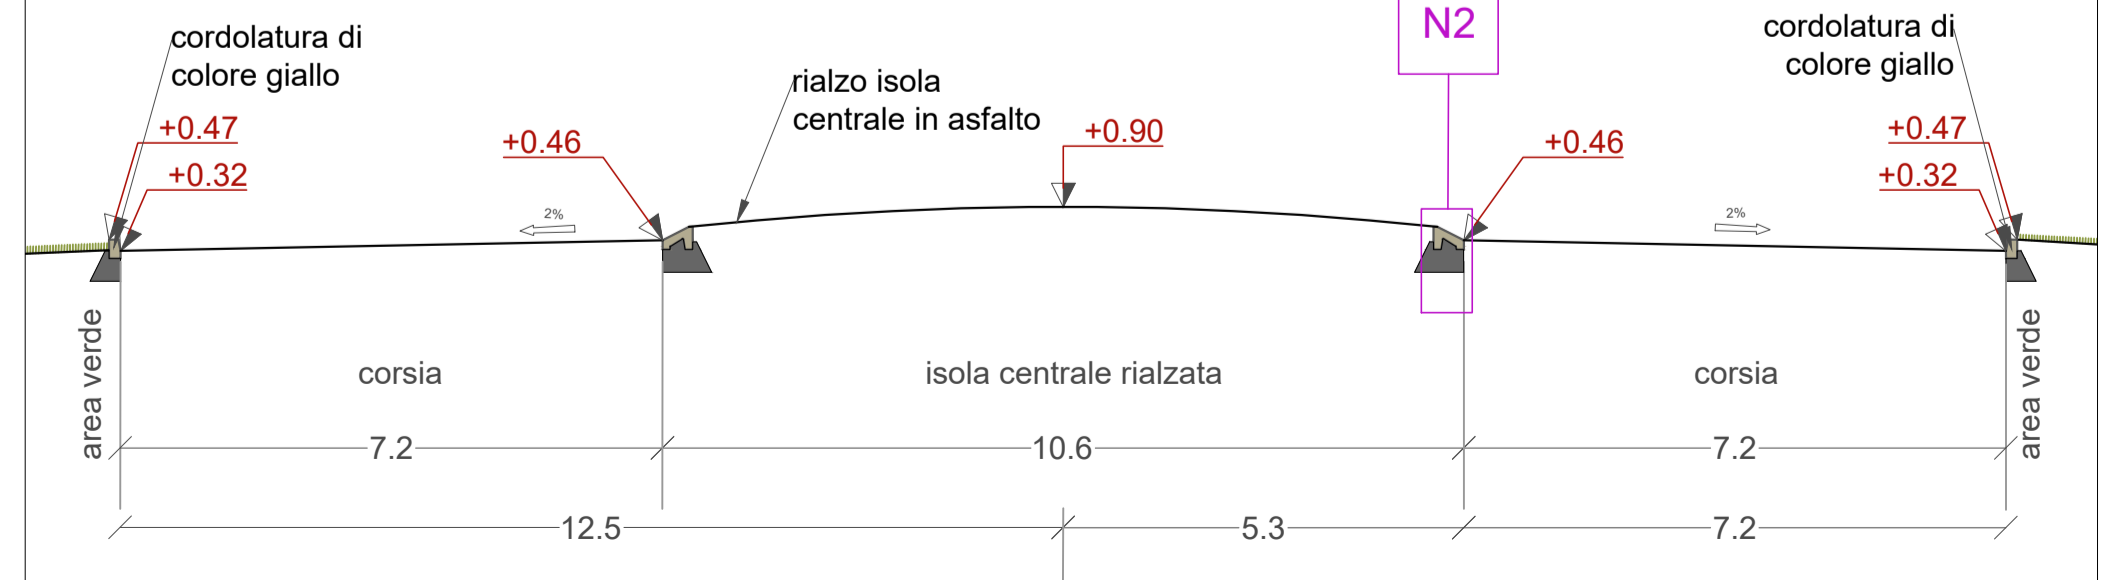 cordolatura di
colore giallo
+0.47
+0.32
+0.46
rialzo isola
centrale in asfalto
+0.90
N2
+0.46
cordolatura di
colore giallo
+0.47
+0.32
2%
2%
area verde
corsia
isola centrale rialzata
corsia
area verde
7.2
10.6
7.2
12.5
5.3
7.2